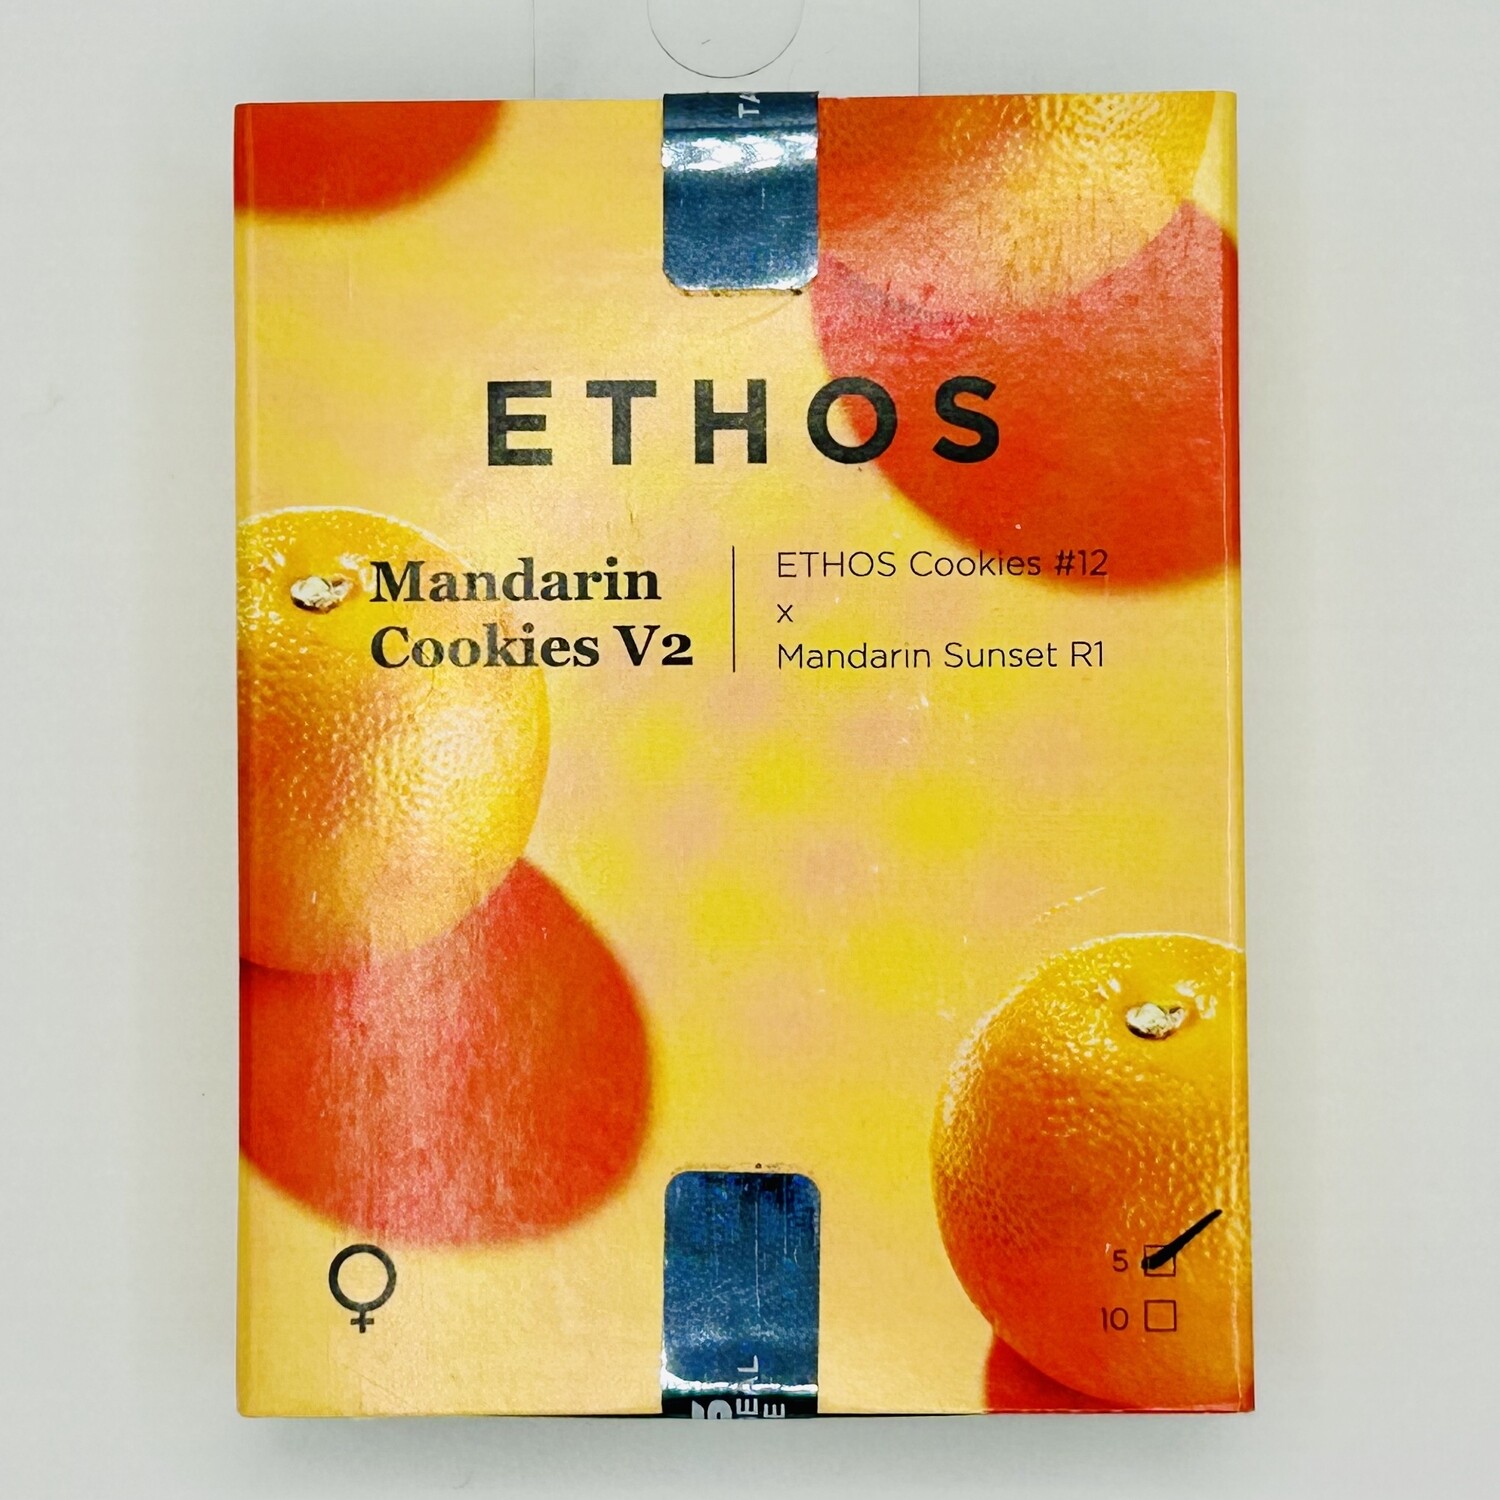 ETHOS
Mandarin
Cookies V2
ETHOS Cookies #12
x
Mandarin Sunset R1
5
10